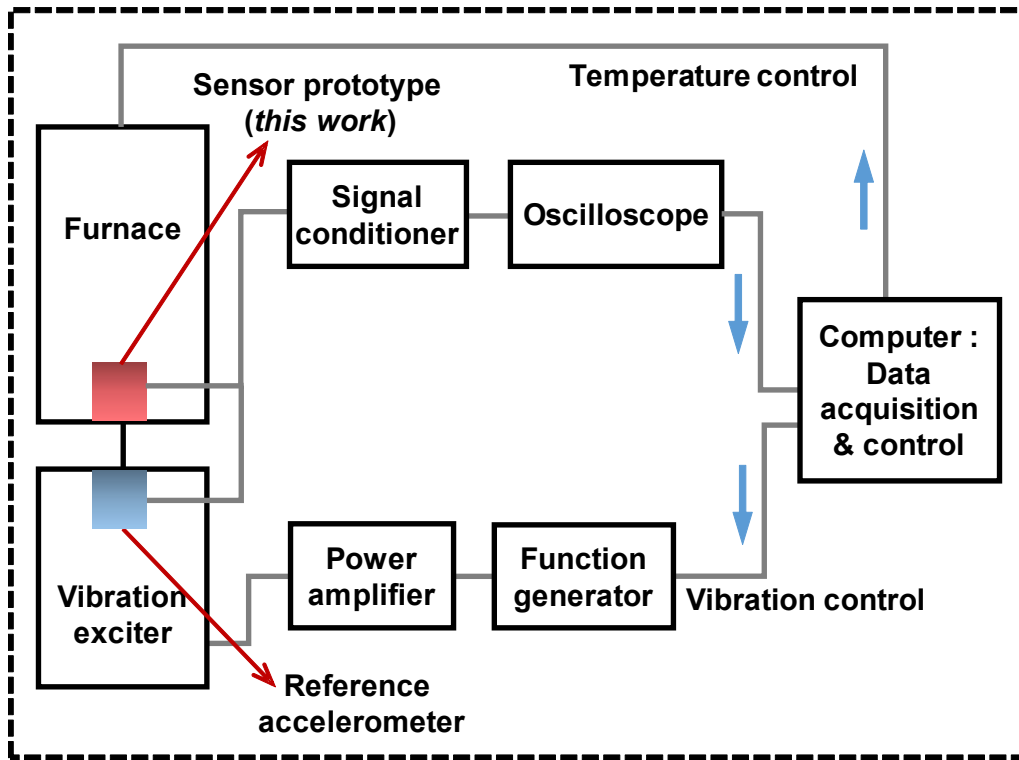 Temperature control
Sensor prototype
(this work)
Furnace
Signal
conditioner
Oscilloscope
Computer :
Data
acquisition
& control
Vibration
exciter
Power
amplifier
Function
generator
Vibration control
Reference
accelerometer